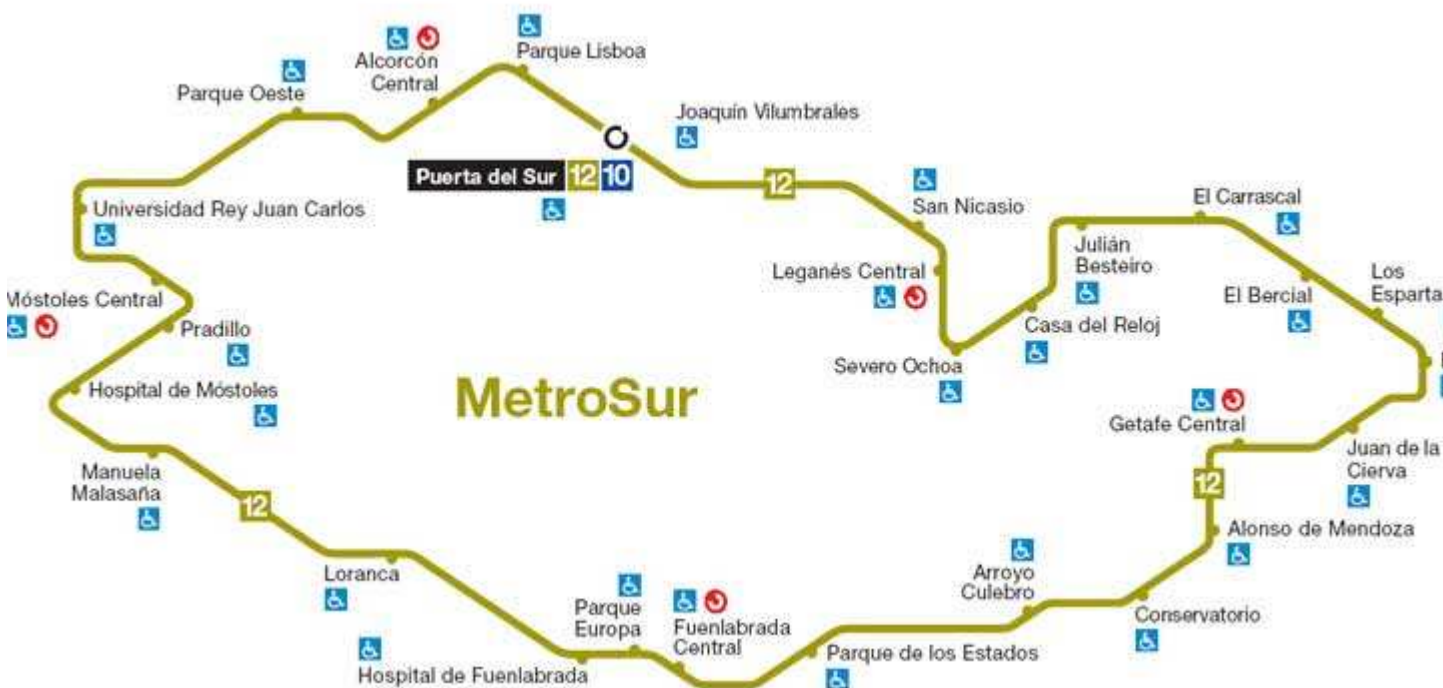 Parque Lisboa
Alcorcón
Central
Parque Oeste
Joaquín Vilumbrales
Puerta del Sur 12 10
12
Universidad Rey Juan Carlos
San Nicasio
El Carrascal
Julián
Besteiro
Leganés Central
Los
Esparta
El Bercial
Móstoles Central
Pradillo
Casa del Reloj
Severo Ochoa
Hospital de Móstoles
MetroSur
Getafe Central
Juan de la
Cierva
Manuela
Malasaña
12
12
Alonso de Mendoza
Loranca
Arroyo
Culebro
Conservatorio
Parque
Europa
Fuenlabrada
Central
Parque de los Estados
Hospital de Fuenlabrada